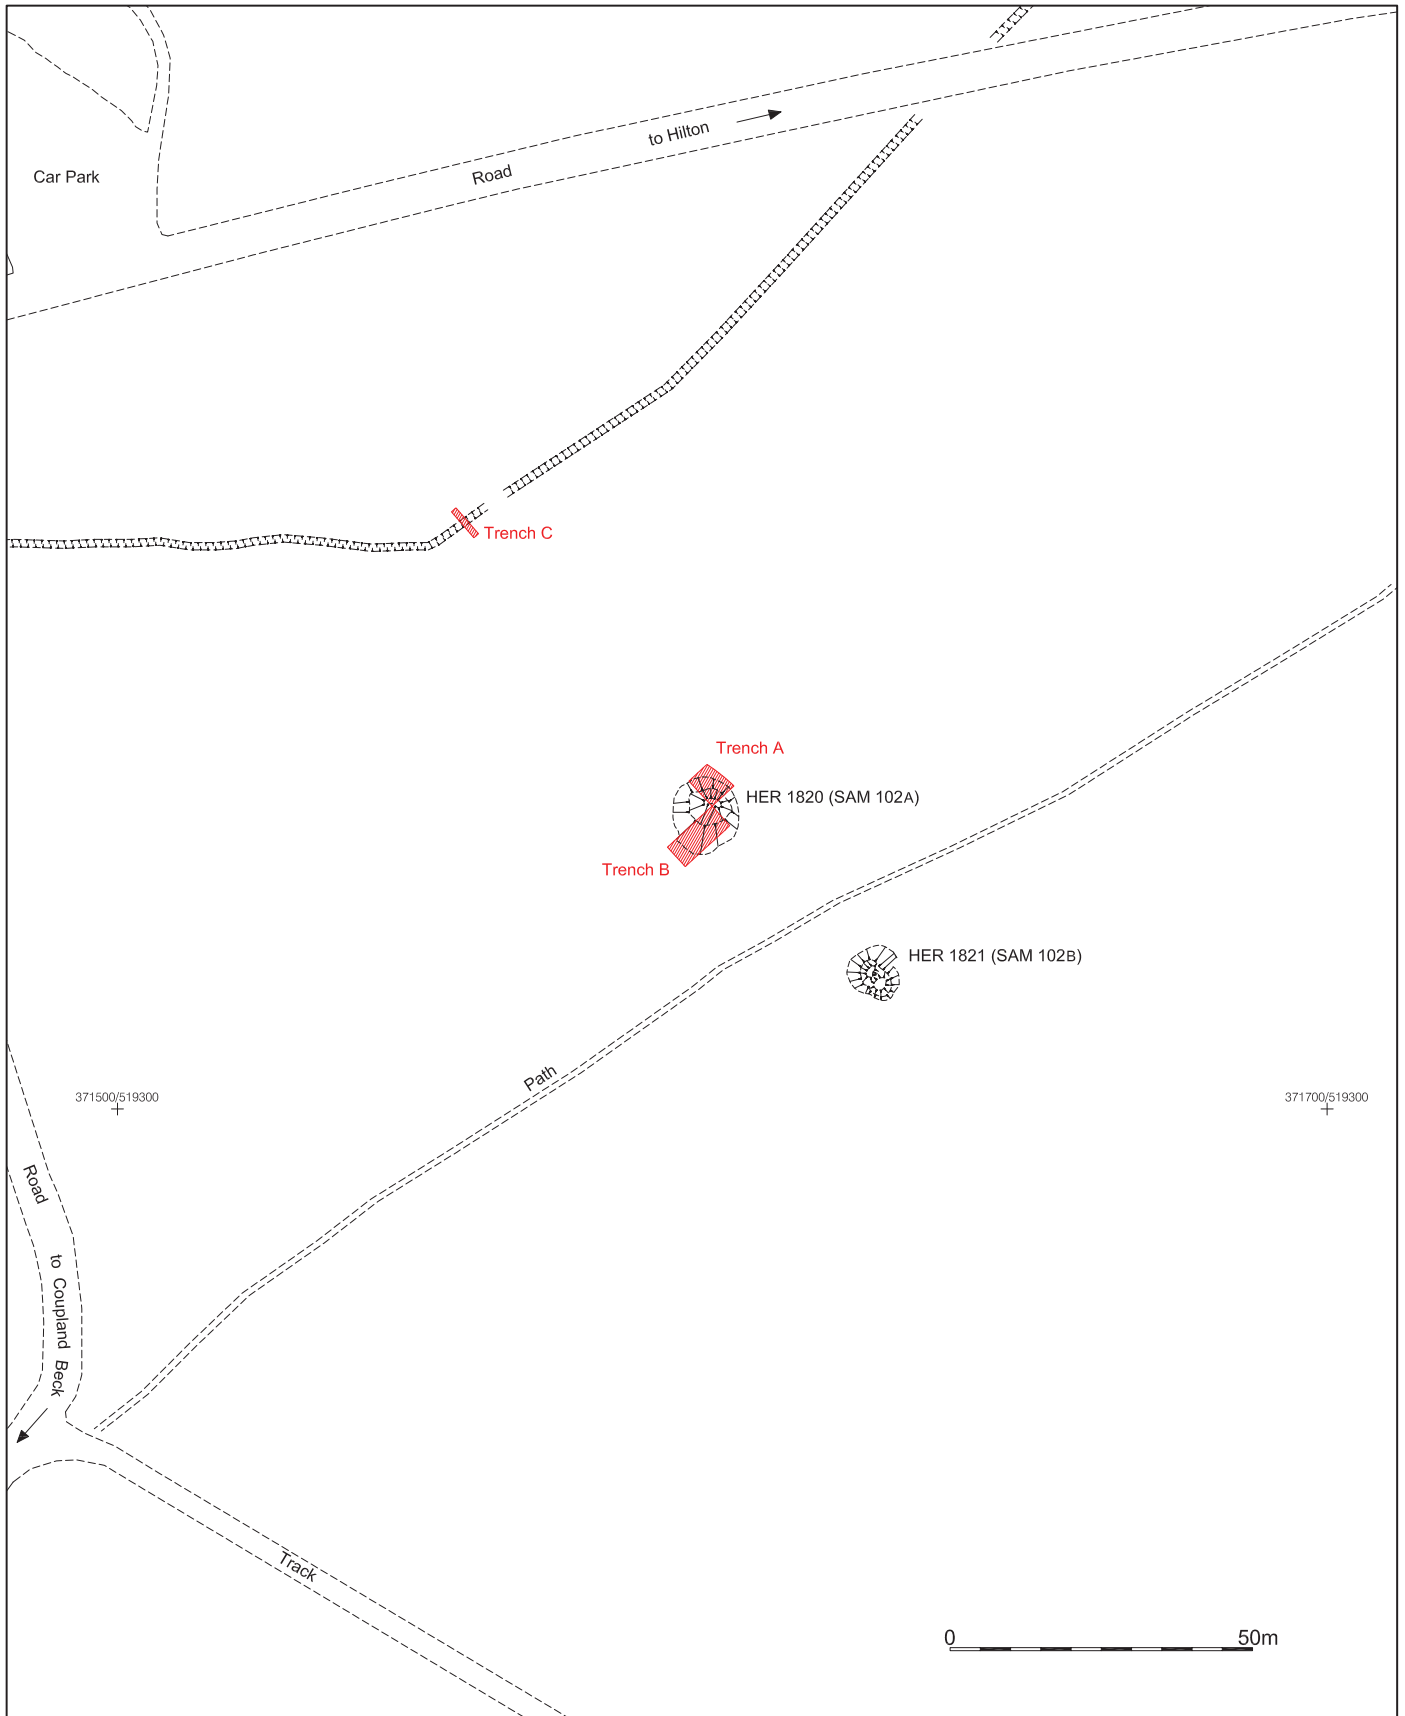 to Hilton
Road
Car Park
Trench C
Trench A
HER 1820 (SAM 102A)
Trench B
HER 1821 (SAM 102B)
Path
371500/519300
371700/519300
Road
to Coupland Beck
Track
0 50m